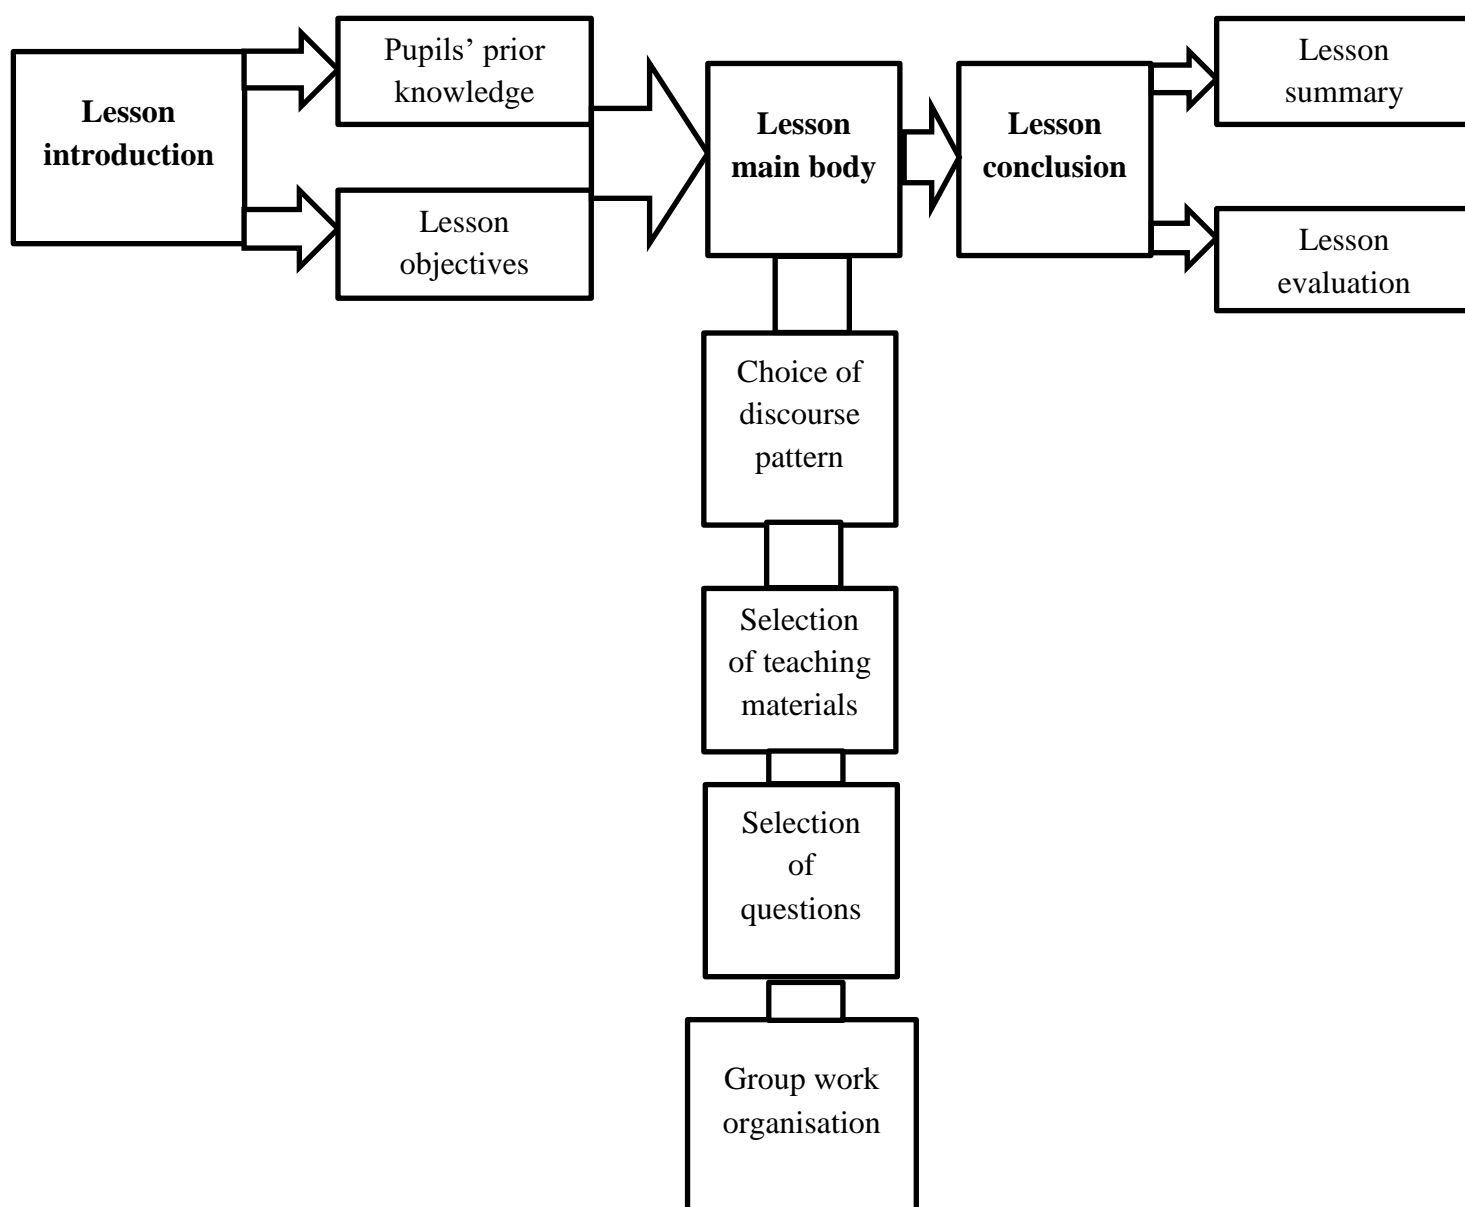 Lesson
introduction
Pupils’ prior
knowledge
Lesson
objectives
Lesson
main body
Lesson
conclusion
Lesson
summary
Lesson
evaluation
Choice of
discourse
pattern
Selection
of teaching
materials
Selection
of
questions
Group work
organisation